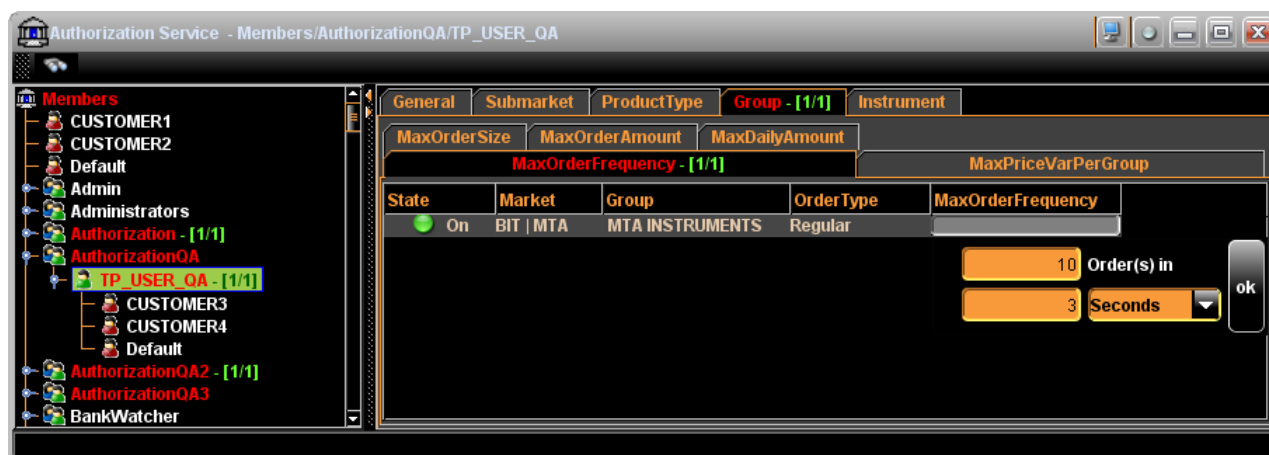 Authorization Service - Members/AuthorizationQA/TP_USER_QA
Members
CUSTOMER1
CUSTOMER2
Default
Admin
Administrators
Authorization - [1/1]
AuthorizationQA
TP_USER_QA - [1/1]
CUSTOMER3
CUSTOMER4
Default
AuthorizationQA2 - [1/1]
AuthorizationQA3
BankWatcher
General Submarket ProductType Group - [1/1] Instrument
MaxOrderSize MaxOrderAmount MaxDailyAmount
MaxOrderFrequency - [1/1] MaxPriceVarPerGroup
State Market Group OrderType MaxOrderFrequency
On BIT | MTA MTA INSTRUMENTS Regular
10 Order(s) in
3 Seconds
ok